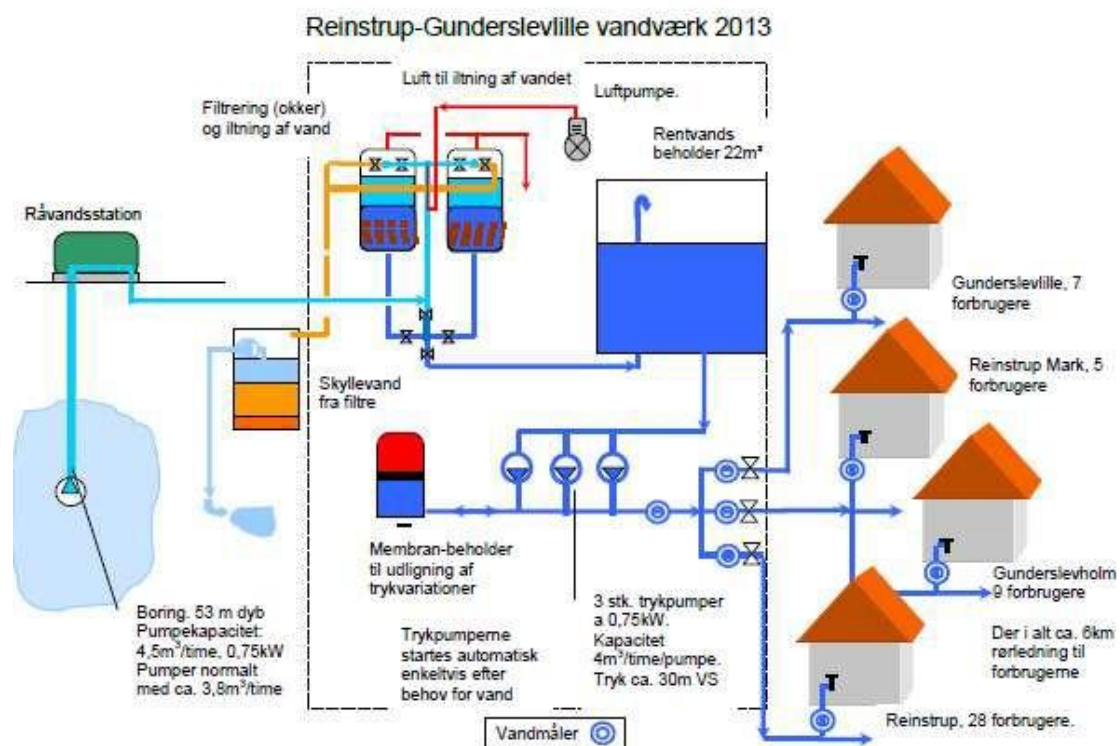 Reinstrup-Gunderslevlille vandværk 2013
Luft til iltning af vandet
Luftpumpe.
Filtrering (okker)
og iltning af vand
Rentvands
beholder 22m³
Råvandsstation
Gunderslevlille, 7
forbrugere
Reinstrup Mark, 5
forbrugere
Skyllevand
fra filtre
Membran-beholder
til udligning af
trykvariationer
Gunderslevholm
9 forbrugere
Boring. 53 m dyb
Pumpekapacitet:
4,5m³/time, 0,75kW
Pumper normalt
med ca. 3,8m³/time
Trykpumperne
startes automatisk
enkeltvis efter
behov for vand
3 stk. trykpumper
a 0,75kW.
Kapacitet
4m³/time/pumpe.
Tryk ca. 30m VS
Der i alt ca. 6km
rørledning til
forbrugerne
Reinstrup, 28 forbrugere.
Vandmåler